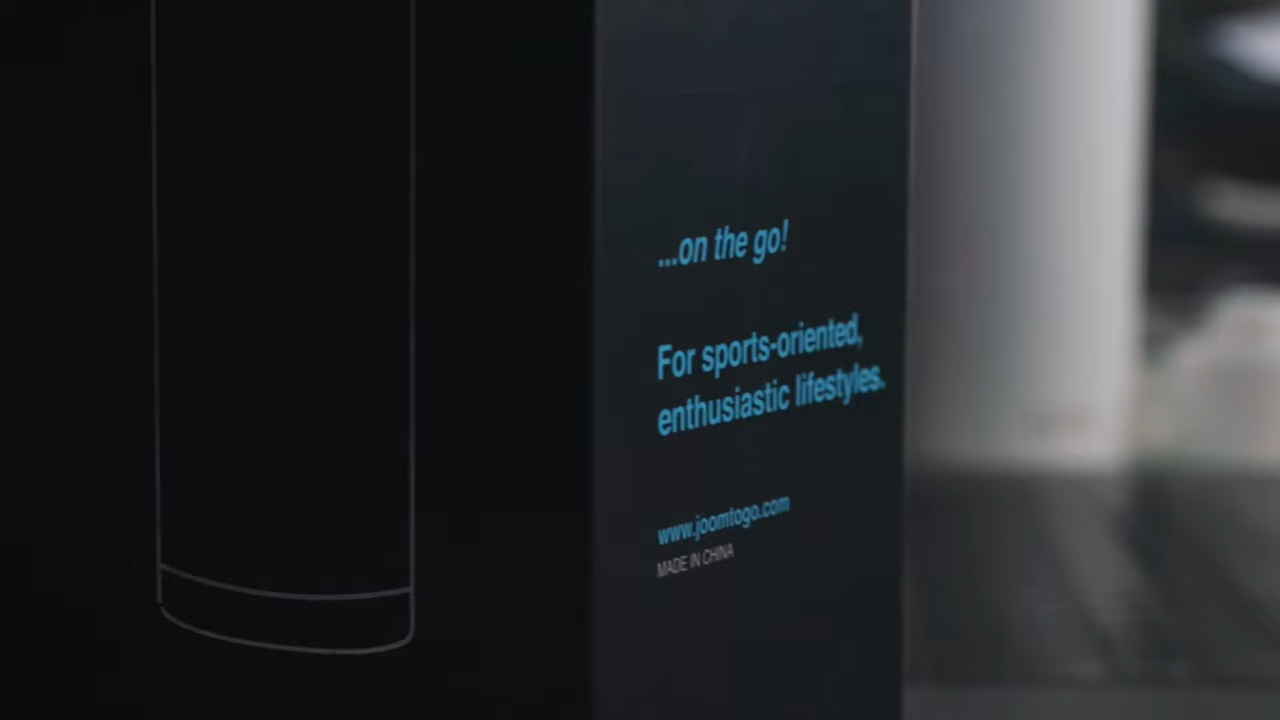 ...on the go!
For sports-oriented,
enthusiastic lifestyles.
www.joomtogo.com
MADE IN CHINA